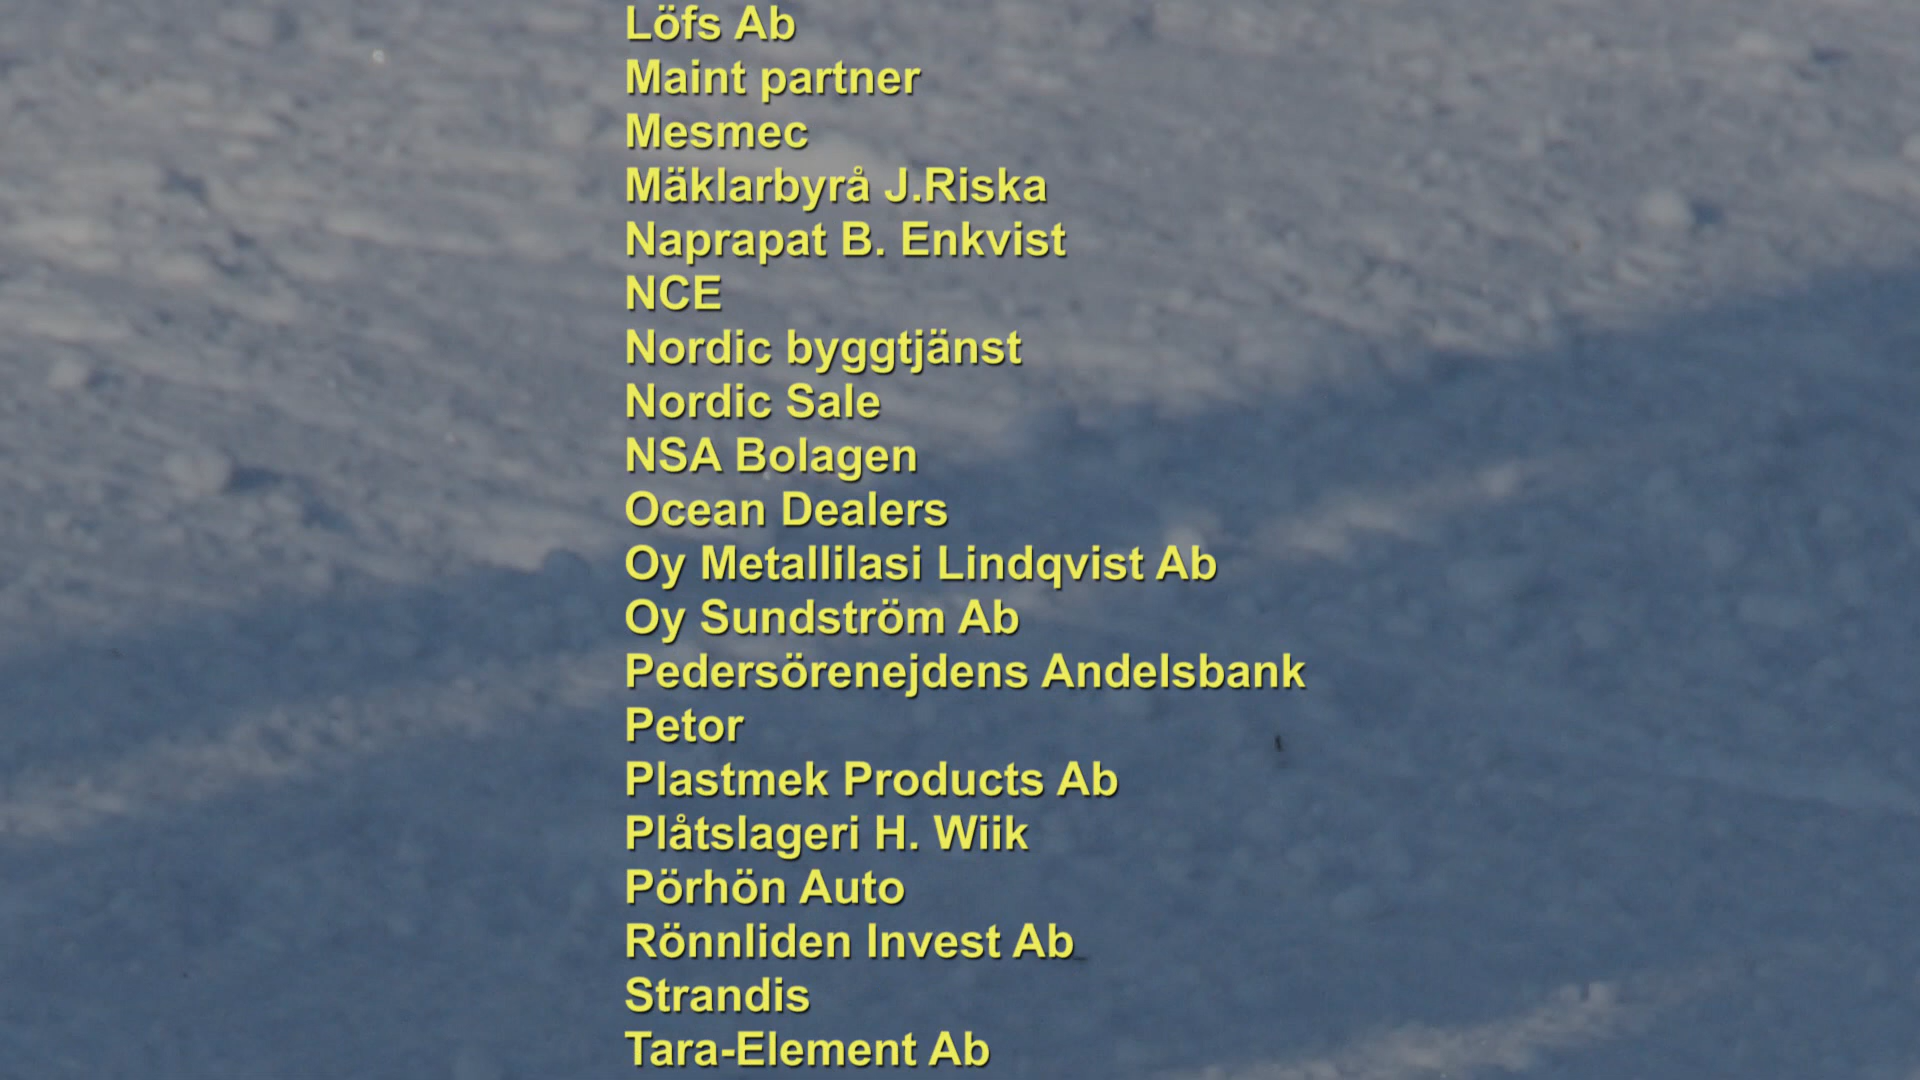 Löfs Ab
Maint partner
Mesmec
Mäklarbyrå J.Riska
Naprapat B. Enkvist
NCE
Nordic byggtjänst
Nordic Sale
NSA Bolagen
Ocean Dealers
Oy Metallilasi Lindqvist Ab
Oy Sundström Ab
Pedersörenejdens Andelsbank
Petor
Plastmek Products Ab
Plåtslageri H. Wiik
Pörhön Auto
Rönnliden Invest Ab
Strandis
Tara-Element Ab